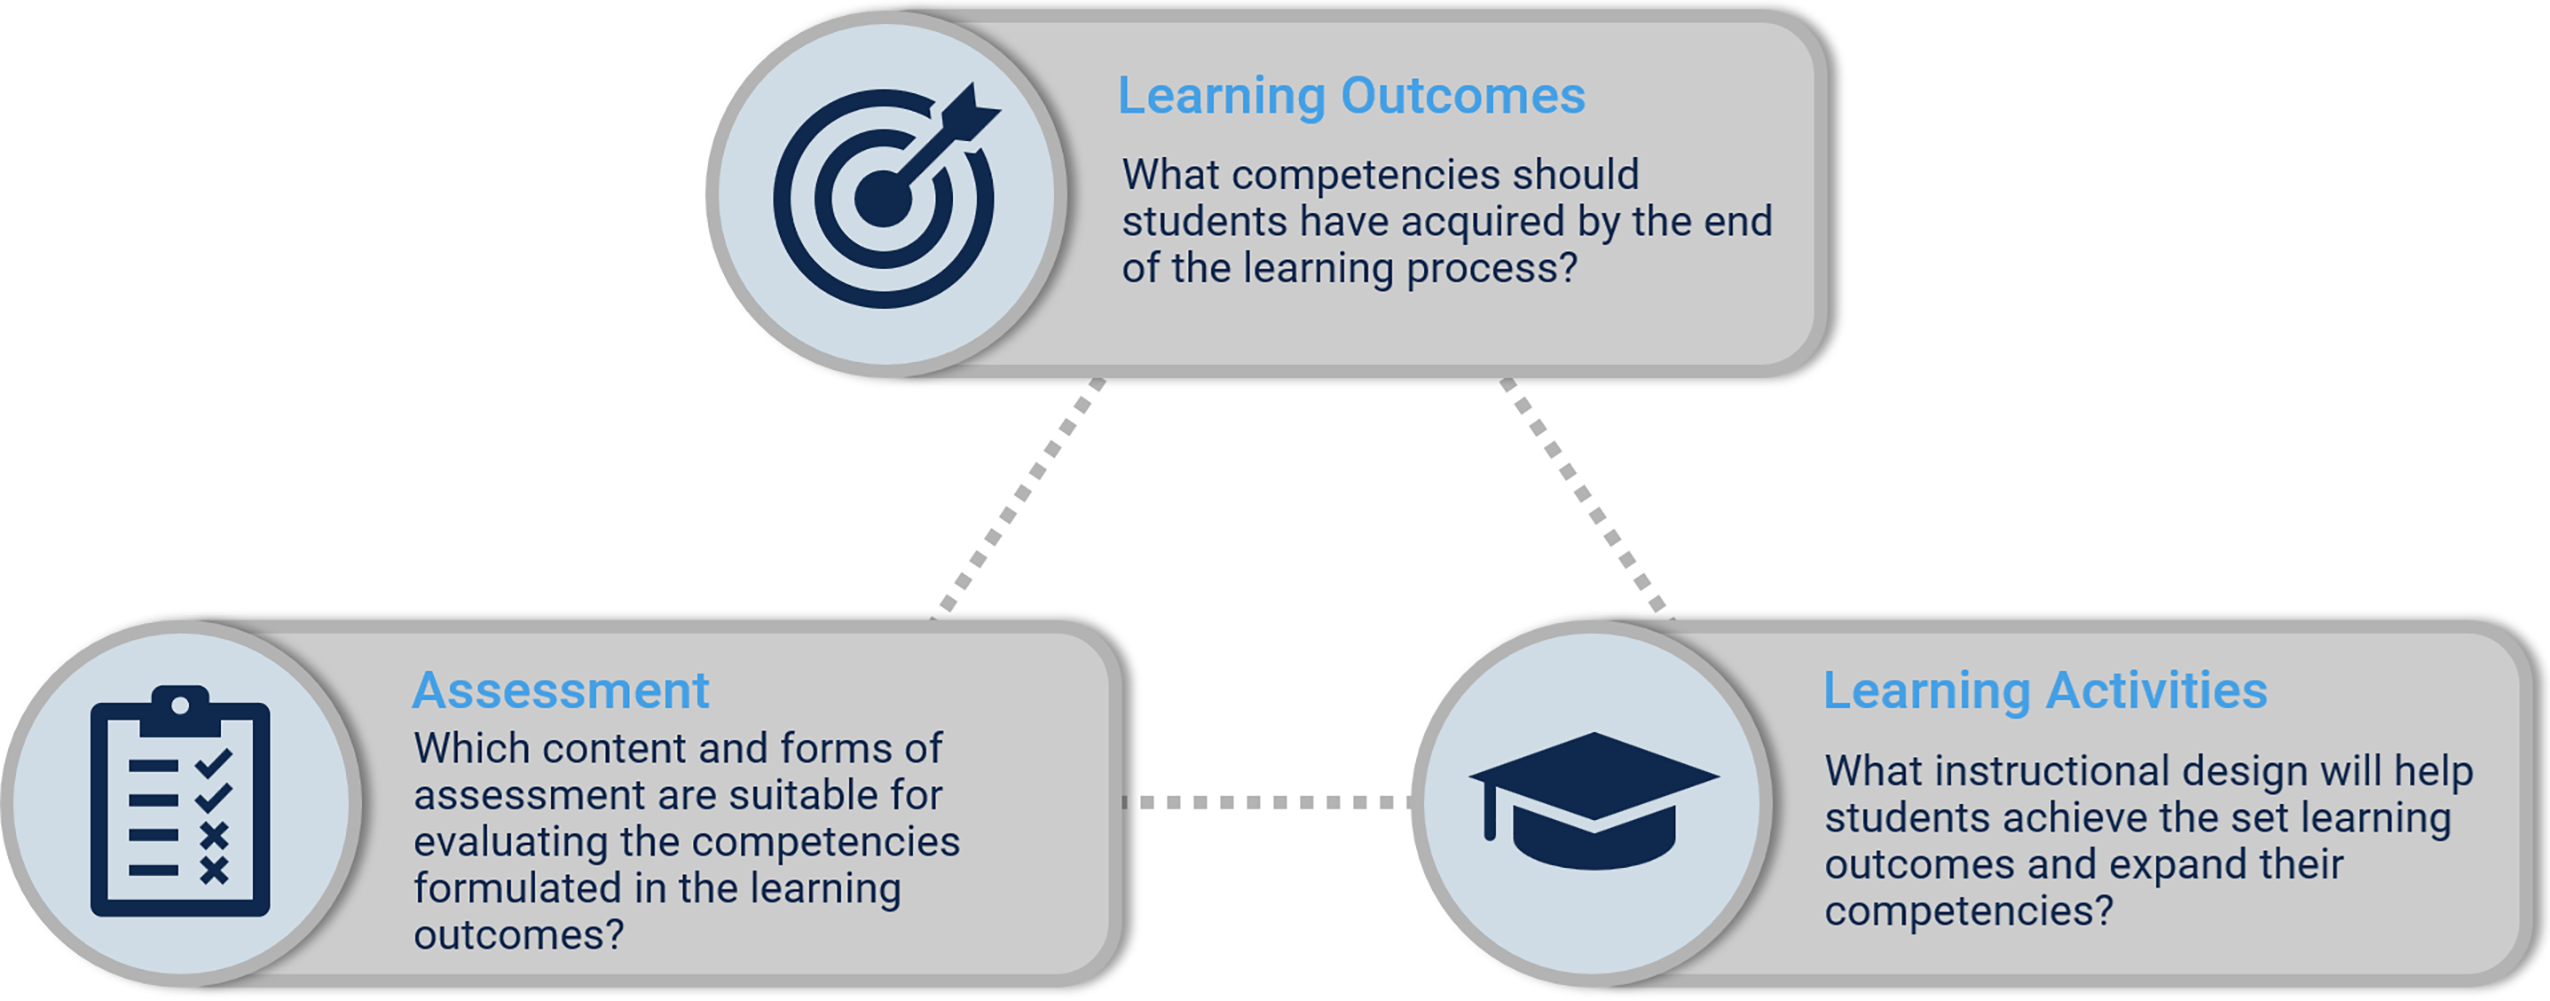 Learning Outcomes
What competencies should
students have acquired by the end
of the learning process?
Assessment
Which content and forms of
assessment are suitable for
evaluating the competencies
formulated in the learning
outcomes?
Learning Activities
What instructional design will help
students achieve the set learning
outcomes and expand their
competencies?